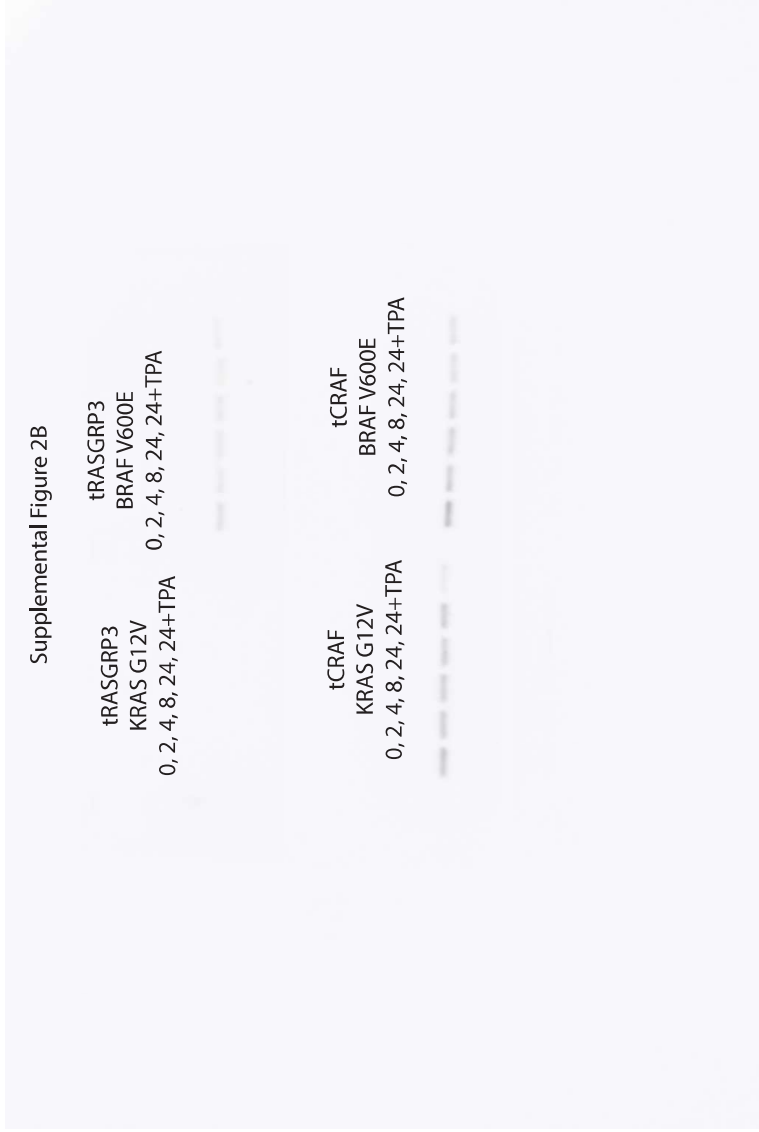 Supplemental Figure 2B
tRASGRP3
KRAS G12V
0, 2, 4, 8, 24, 24+TPA
tRASGRP3
BRAF V600E
0, 2, 4, 8, 24, 24+TPA
tCRAF
KRAS G12V
0, 2, 4, 8, 24, 24+TPA
tCRAF
BRAF V600E
0, 2, 4, 8, 24, 24+TPA